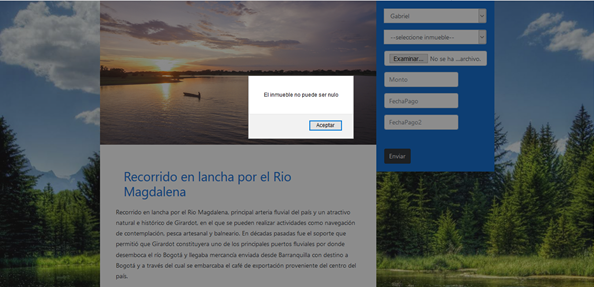 Gabriel
--seleccione inmueble--
Examinar... No se ha ...archivo.
Monto
FechaPago
FechaPago2
Enviar
El inmueble no puede ser nulo
Aceptar
Recorrido en lancha por el Rio
Magdalena
Recorrido en lancha por el Río Magdalena, principal arteria fluvial del país y un atractivo
natural e histórico de Girardot, en el que se pueden realizar actividades como navegación
de contemplación, pesca artesanal y balneario. En décadas pasadas fue el soporte que
permitió que Girardot constituyera uno de los principales puertos fluviales por donde
desembocá el río Bogotá y llegaba mercancía enviada desde Barranquilla con destino a
Bogotá y a través del cual se embarcaba el café de exportación proveniente del centro del
país.